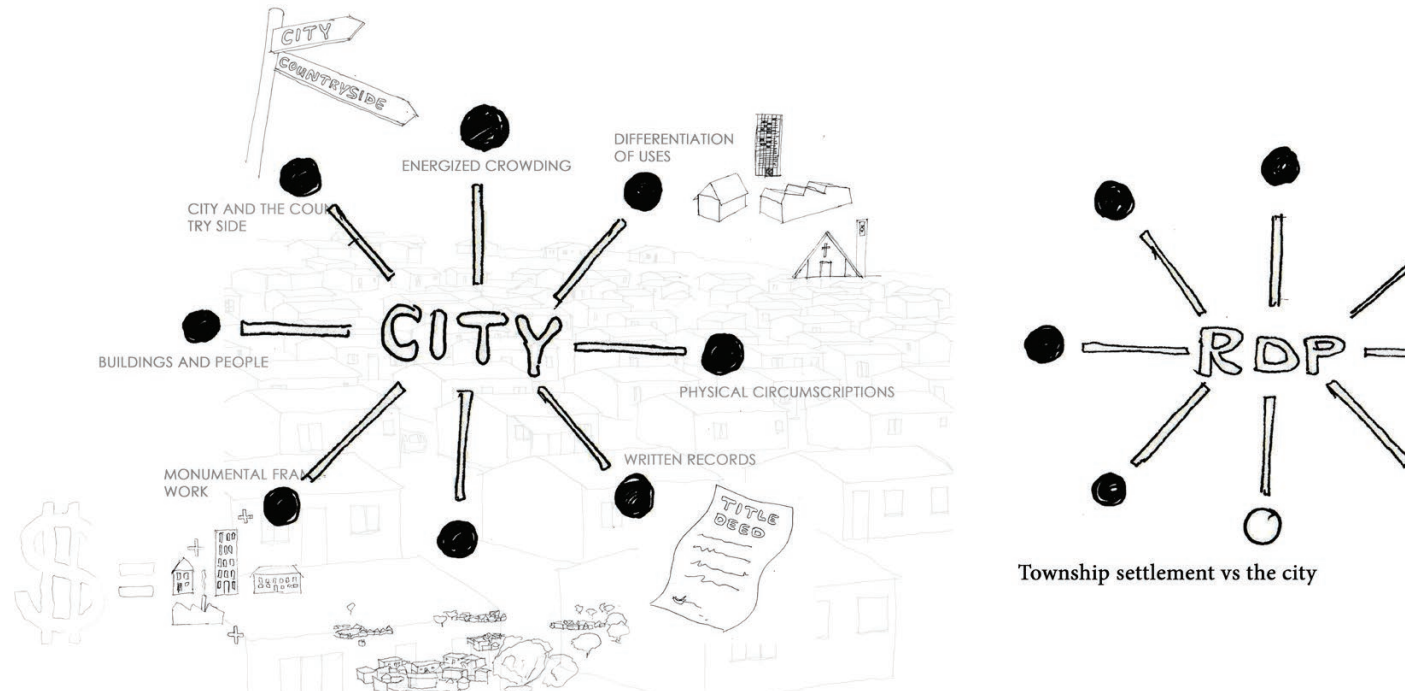 CITY
COUNTRYSIDE
ENERGIZED CROWDING
DIFFERENTIATION
OF USES
CITY AND THE COUN
TRY SIDE
CITY
BUILDINGS AND PEOPLE
PHYSICAL CIRCUMSCRIPTIONS
MONUMENTAL FRAME-
WORK
WRITTEN RECORDS
TITLE
DEED
$ =
RDP
Township settlement vs the city